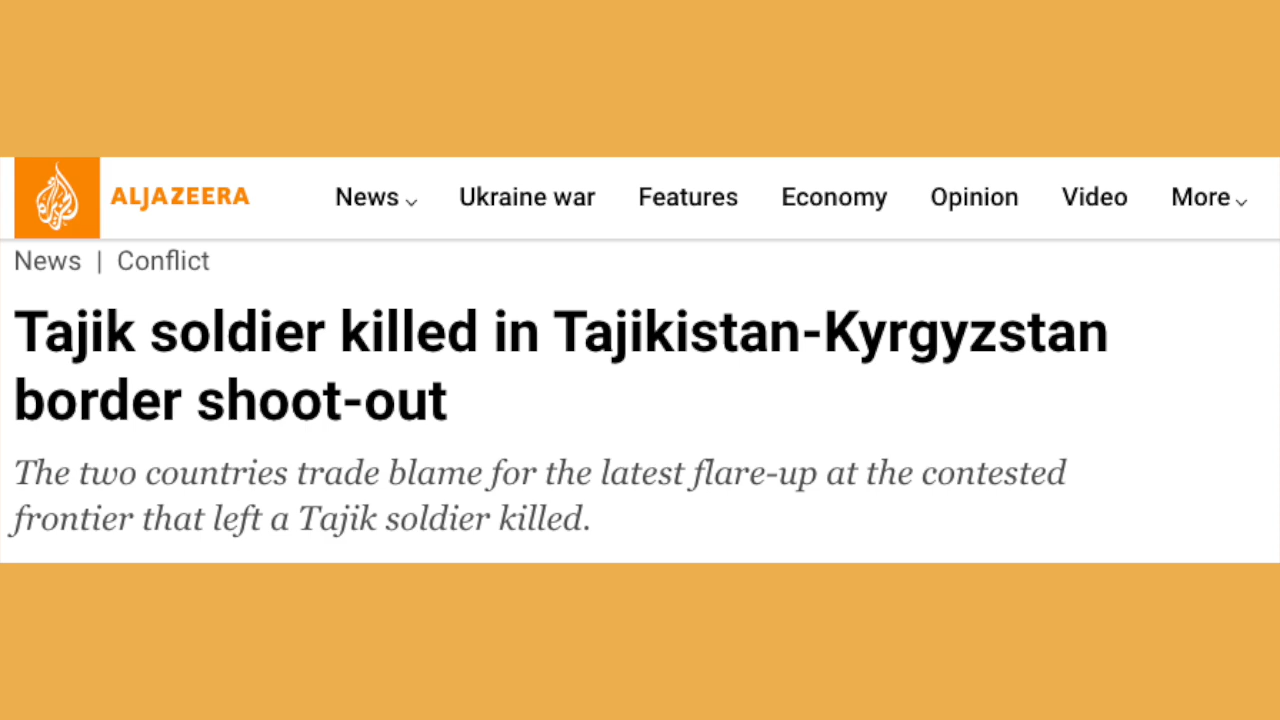 ALJAZEERA News Ukraine war Features Economy Opinion Video More
News | Conflict
Tajik soldier killed in Tajikistan-Kyrgyzstan
border shoot-out
The two countries trade blame for the latest flare-up at the contested
frontier that left a Tajik soldier killed.